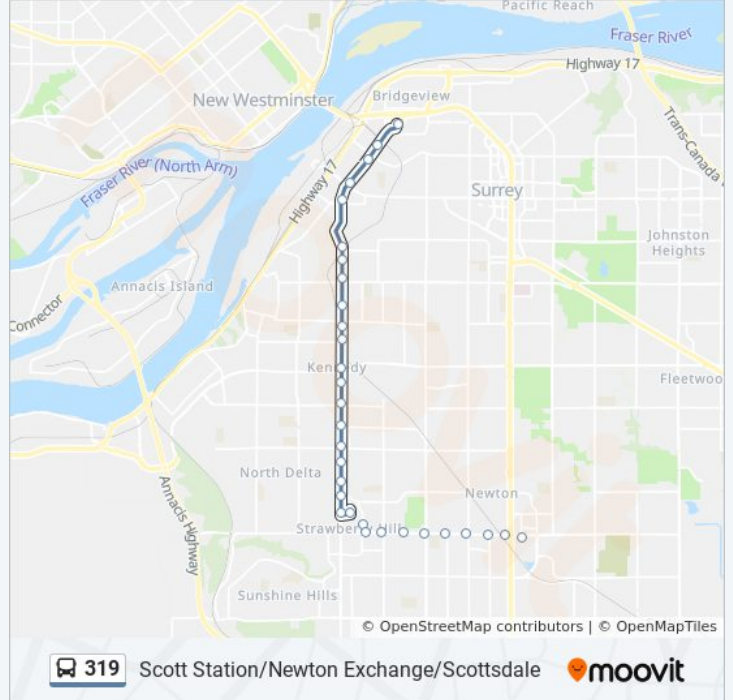 Pacific Reach
Fraser River
Highway 17
New Westminster
Bridgeview
Fraser River (North Arm)
Trans-Canada
Highway 17
Surrey
Johnston
Heights
Annacis Island
Connector
Kennedy
Fleetwoo
North Delta
Newton
Annacis Highway
Strawberry Hill
Sunshine Hills
© OpenStreetMap contributors | © OpenMapTiles
319 Scott Station/Newton Exchange/Scottsdale moovit